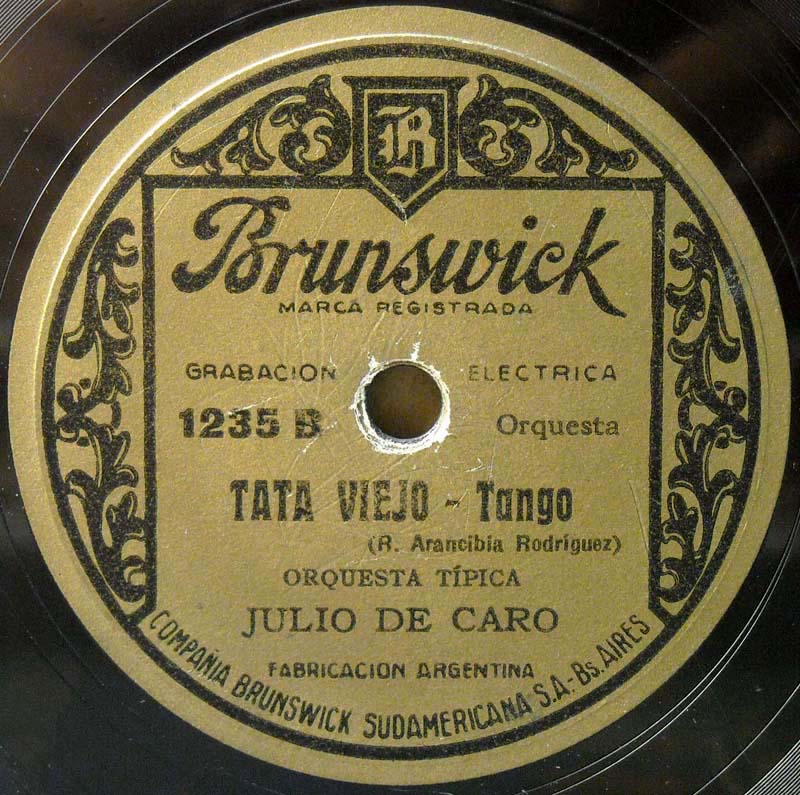 B
Brunswick
MARCA REGISTRADA
GRABACION ELECTRICA
1235 B Orquesta
TATA VIEJO - Tango
(R. Arancibia Rodríguez)
ORQUESTA TÍPICA
JULIO DE CARO
FABRICACION ARGENTINA
COMPAÑIA BRUNSWICK SUDAMERICANA S.A.-Bs.AIRES